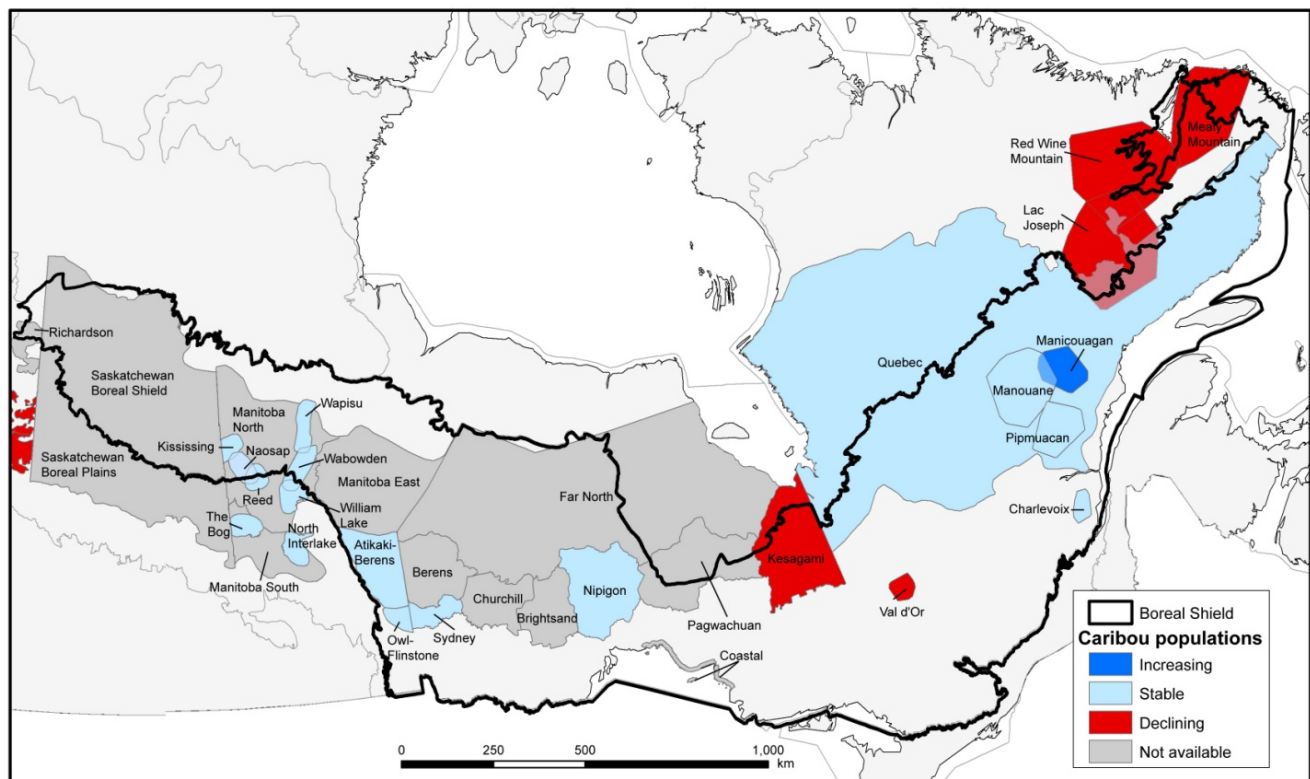 Mealy
Mountain
Red Wine
Mountain
Lac
Joseph
Richardson
Saskatchewan
Boreal Shield
Manicouagan
Quebec
Manouane
Wapisu
Manitoba
North
Kississing
Naosap
Pipmuacan
Saskatchewan
Boreal Plains
Wabowden
Manitoba East
Reed
Far North
William
Lake
The
Bog
North
Interlake
Charlevoix
Atikaki-
Berens
Kesagami
Berens
Manitoba South
Churchill
Nipigon
Val d'Or
Brightsand
Pagwachuan
Owl-
Flinstone
Sydney
Coastal
Boreal Shield
Caribou populations
Increasing
Stable
Declining
Not available
0 250 500 1,000
km